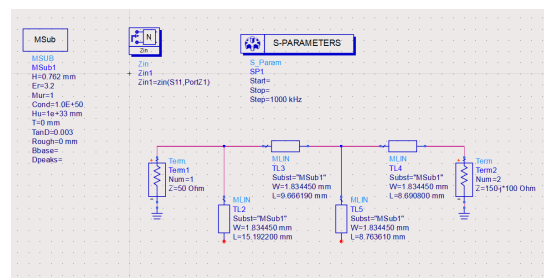 MSub
MSUB
MSub1
H=0.762 mm
Er=3.2
Mur=1
Cond=1.0E+50
Hu=1e+33 mm
T=0 mm
TanD=0.003
Rough=0 mm
Bbase=
Dpeaks=
N
Zin
Zin
Zin1
Zin1=zin(S11,PortZ1)
S-PARAMETERS
S_Param
SP1
Start=
Stop=
Step=1000 kHz
Term
Term1
Num=1
Z=50 Ohm
MLIN
TL2
Subst="MSub1"
W=1.834450 mm
L=15.192200 mm
MLIN
TL3
Subst="MSub1"
W=1.834450 mm
L=9.666190 mm
MLIN
TL5
Subst="MSub1"
W=1.834450 mm
L=8.763610 mm
MLIN
TL4
Subst="MSub1"
W=1.834450 mm
L=8.690800 mm
Term
Term2
Num=2
Z=150-j*100 Ohm